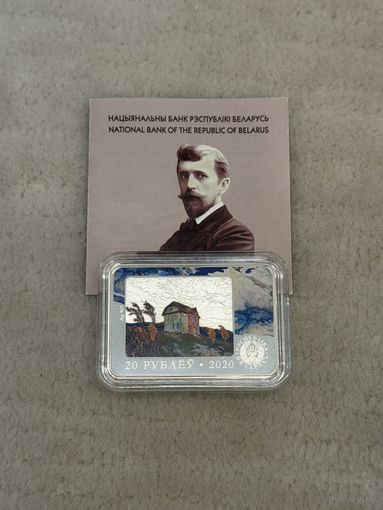 НАЦЫЯНАЛЬНЫ БАНК РЭСПУБЛІКІ БЕЛАРУСЬ
NATIONAL BANK OF THE REPUBLIC OF BELARUS
20 РУБЛЁЎ · 2020